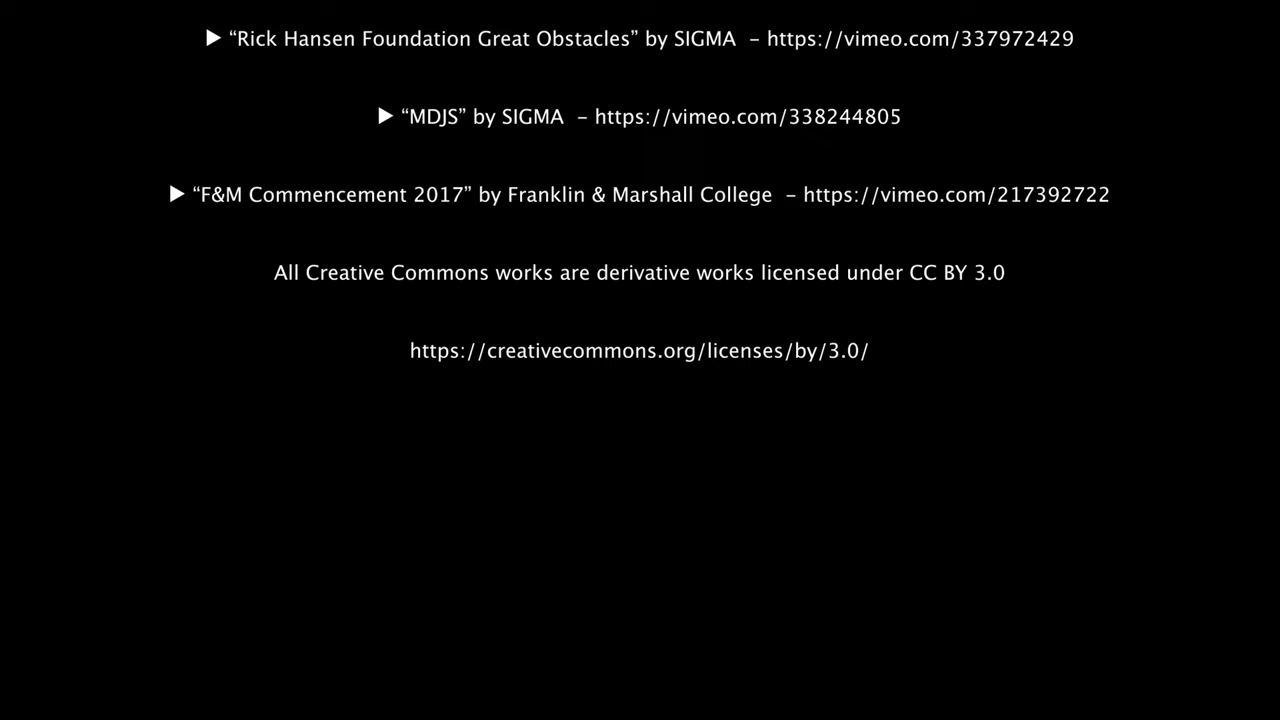 ▶ “Rick Hansen Foundation Great Obstacles” by SIGMA – https://vimeo.com/337972429
▶ “MDJS” by SIGMA – https://vimeo.com/338244805
▶ “F&M Commencement 2017” by Franklin & Marshall College – https://vimeo.com/217392722
All Creative Commons works are derivative works licensed under CC BY 3.0
https://creativecommons.org/licenses/by/3.0/